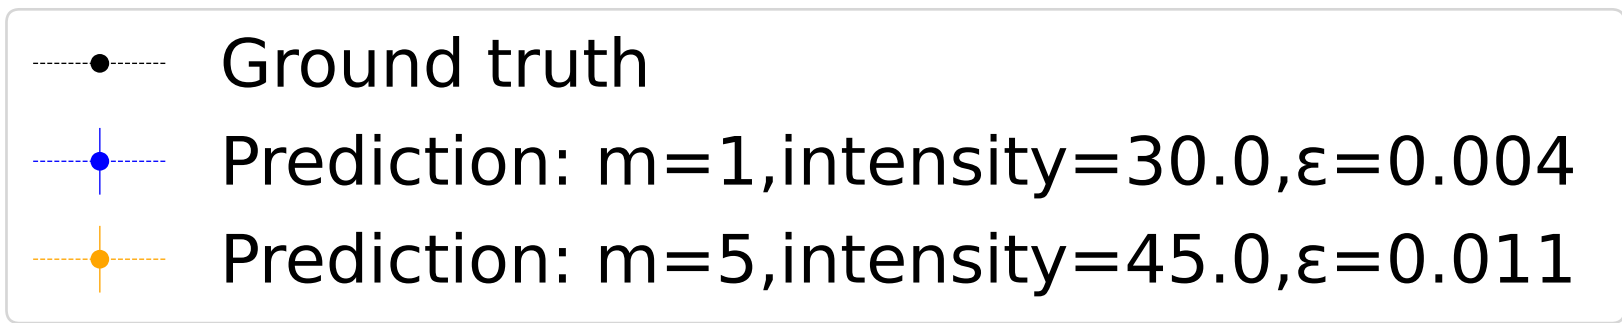 Ground truth
Prediction: m=1,intensity=30.0,ε=0.004
Prediction: m=5,intensity=45.0,ε=0.011